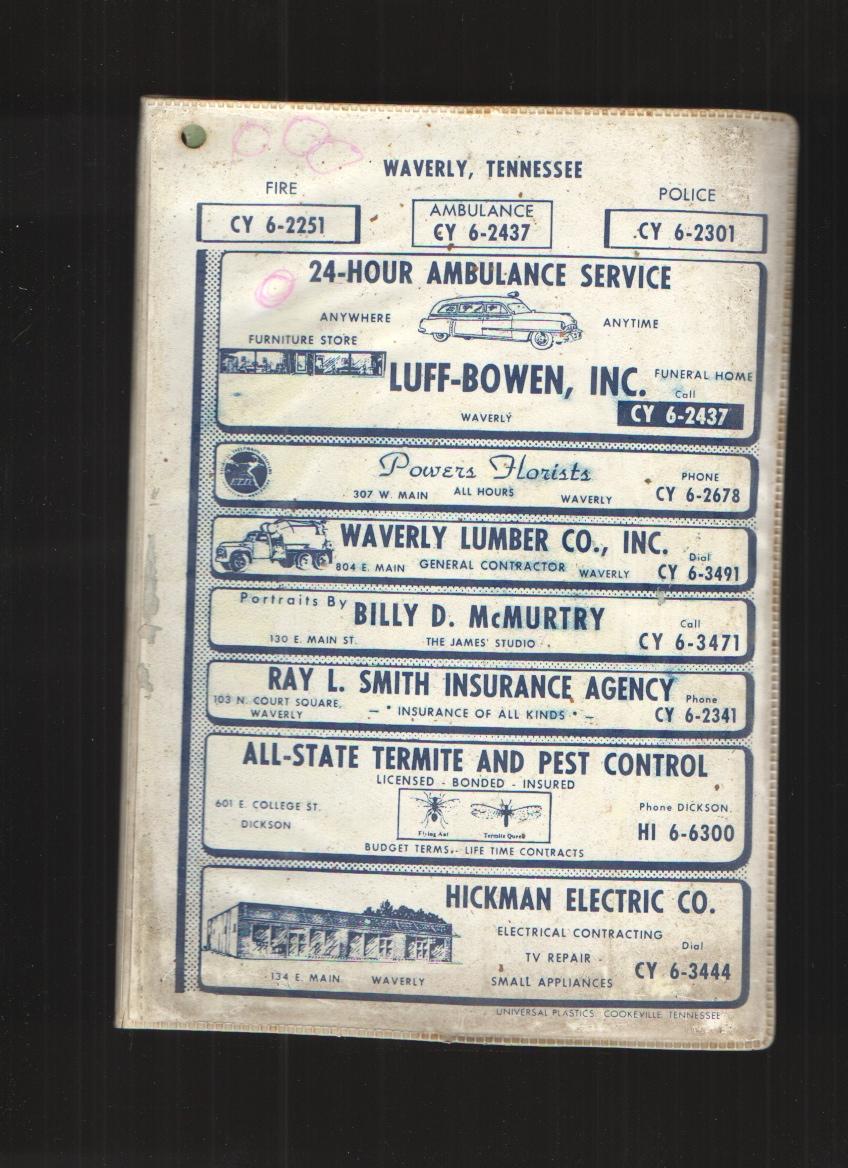 WAVERLY, TENNESSEE
FIRE
CY 6-2251
AMBULANCE
CY 6-2437
POLICE
CY 6-2301
24-HOUR AMBULANCE SERVICE
ANYWHERE
ANYTIME
FURNITURE STORE
LUFF-BOWEN, INC.
FUNERAL HOME
Call
CY 6-2437
WAVERLY
Powers Florists
307 W. MAIN ALL HOURS WAVERLY
PHONE
CY 6-2678
WAVERLY LUMBER CO., INC.
804 E. MAIN GENERAL CONTRACTOR WAVERLY
Dial
CY 6-3491
Portraits By BILLY D. McMURTRY
130 E. MAIN ST. THE JAMES' STUDIO
Call
CY 6-3471
RAY L. SMITH INSURANCE AGENCY
103 N. COURT SQUARE,
WAVERLY
INSURANCE OF ALL KINDS
Phone
CY 6-2341
ALL-STATE TERMITE AND PEST CONTROL
LICENSED - BONDED - INSURED
601 E. COLLEGE ST.
DICKSON
Flying Ant Termite Queen
Phone DICKSON
HI 6-6300
BUDGET TERMS - LIFE TIME CONTRACTS
HICKMAN ELECTRIC CO.
ELECTRICAL CONTRACTING
TV REPAIR -
SMALL APPLIANCES
Dial
CY 6-3444
134 E. MAIN WAVERLY
UNIVERSAL PLASTICS COOKEVILLE, TENNESSEE